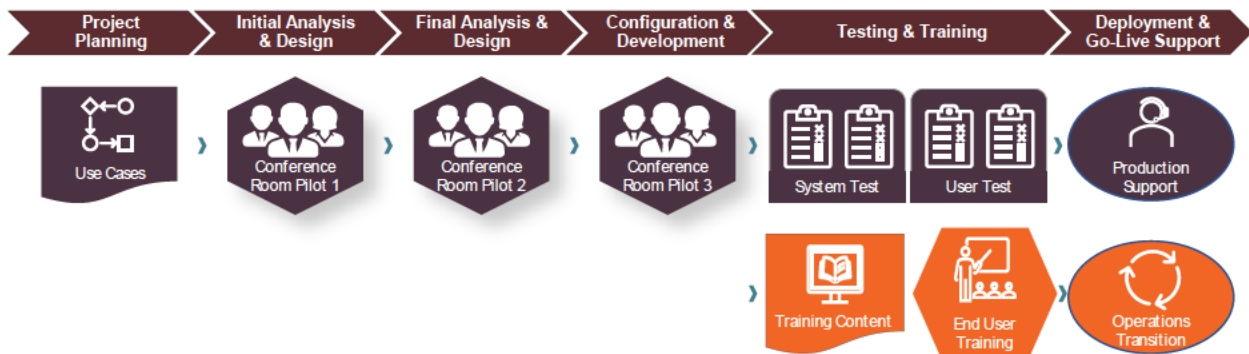 Project
Planning
Initial Analysis
& Design
Final Analysis &
Design
Configuration &
Development
Testing & Training
Deployment &
Go-Live Support
Use Cases
Conference
Room Pilot 1
Conference
Room Pilot 2
Conference
Room Pilot 3
System Test
User Test
Production
Support
Training Content
End User
Training
Operations
Transition